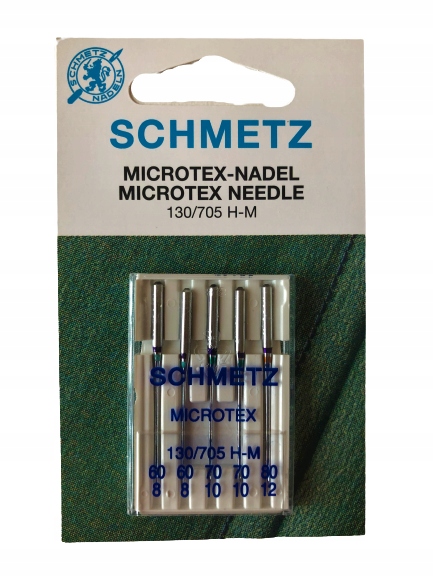 SCHMETZ
NADELN
SCHMETZ
MICROTEX-NADEL
MICROTEX NEEDLE
130/705 H-M
SCHMETZ
MICROTEX
130/705 H-M
60 60 70 70 80
8 8 10 10 12